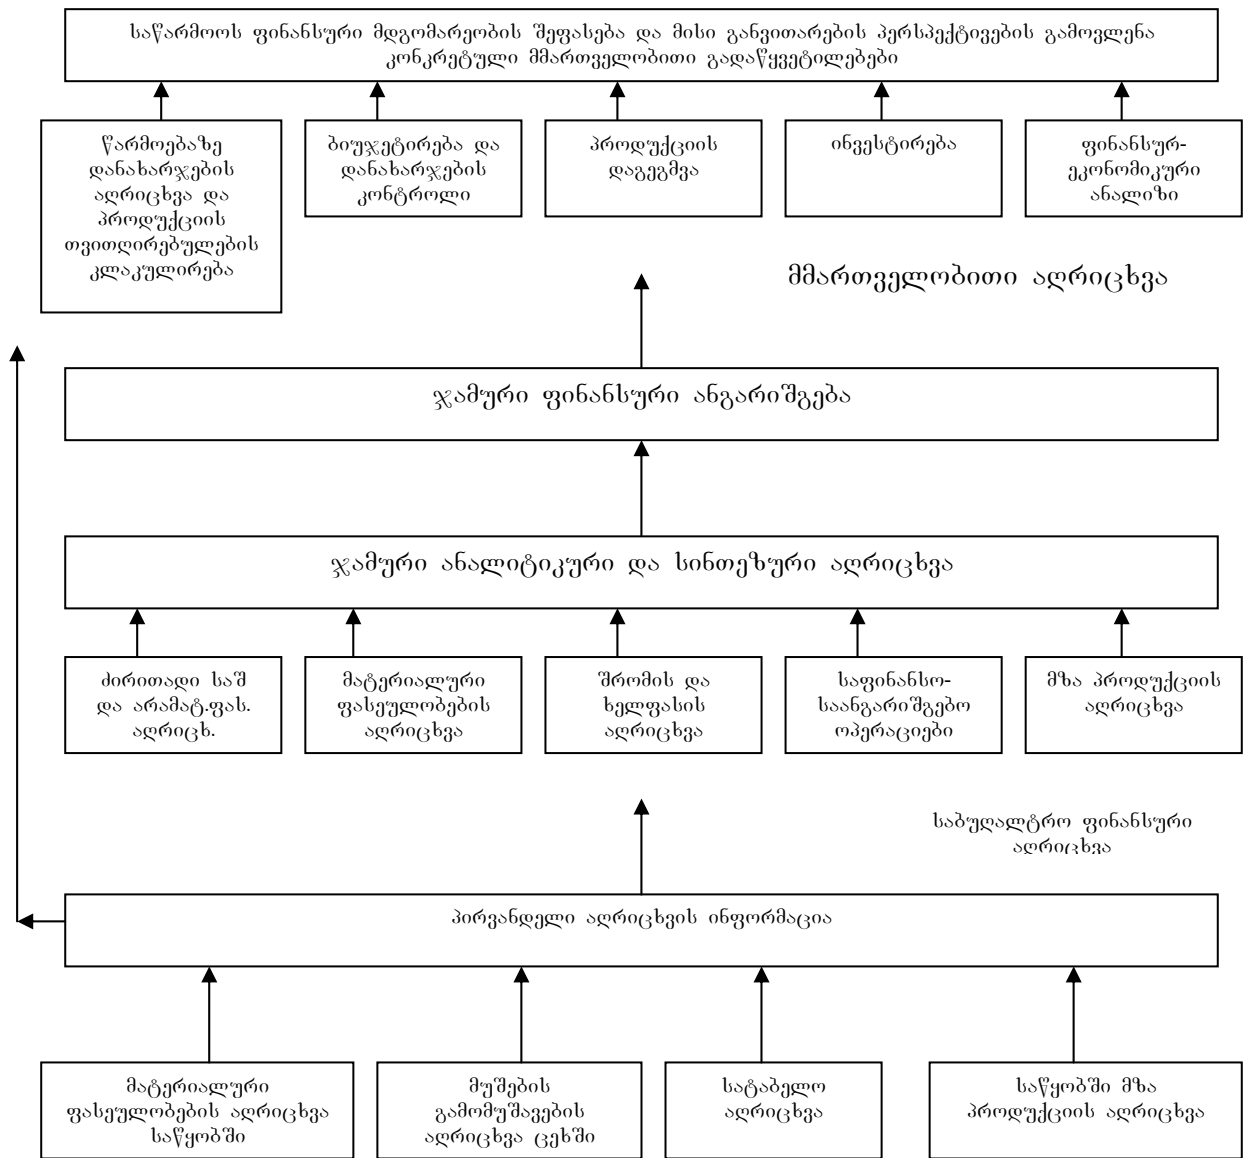 საწარმოოს ფინანსური მდგომარეობის შეფასება და მისი განვითარების პერსპექტივების გამოვლენა
კონკრეტული მმართველობითი გადაწყვეტილებები
წარმოებაზე
დანახარჯების
აღრიცხვა და
პროდუქციის
თვითღირებულების
კლაკულირება
ბიუჯეტირება და
დანახარჯების
კონტროლი
პროდუქციის
დაგეგმვა
ინვესტირება
ფინანსურ-
ეკონომიკური
ანალიზი
მმართველობითი აღრიცხვა
ჯამური ფინანსური ანგარიშგება
ჯამური ანალიტიკური და სინთეზური აღრიცხვა
ძირითადი საშ
და არამატ.ფას.
აღრიცხ.
მატერიალური
ფასეულობების
აღრიცხვა
შრომის და
ხელფასის
აღრიცხვა
საფინანსო-
საანგარიშგებო
ოპერაციები
მზა პროდუქციის
აღრიცხვა
საბუღალტრო ფინანსური
აღრიცხვა
პირვანდელი აღრიცხვის ინფორმაცია
მატერიალური
ფასეულობების აღრიცხვა
საწყობში
მუშების
გამომუშავების
აღრიცხვა ცეხში
სატაბელო
აღრიცხვა
საწყობში მზა
პროდუქციის აღრიცხვა